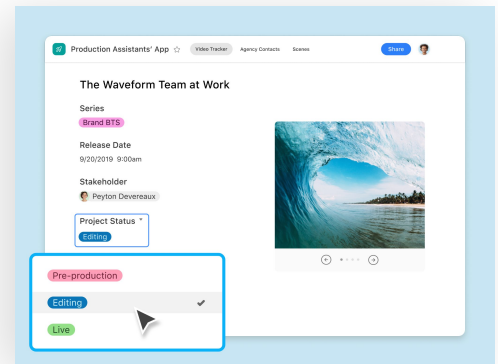 Production Assistants' App Video Tracker Agency Contacts Scenes Share
The Waveform Team at Work
Series
Brand BTS
Release Date
9/20/2019 9:00am
Stakeholder
Peyton Devereaux
Project Status
Editing
Pre-production
Editing
Live